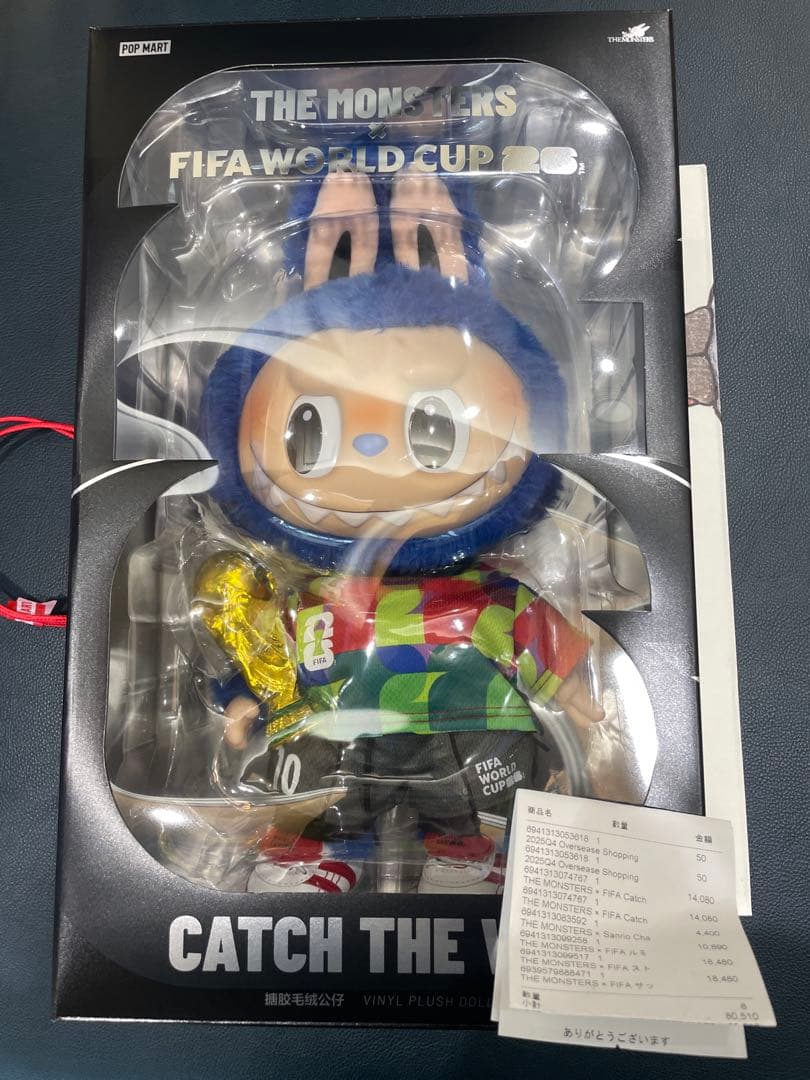 POP MART
THE MONSTERS
THE MONSTERS
×
FIFA WORLD CUP 26™
FIFA
10
FIFA
WORLD
CUP 26
CATCH THE
搪胶毛绒公仔 VINYL PLUSH DOLL
商品名 数量 金額
6941313053618 1
2025Q4 Oversease Shopping 50
6941313053618 1
2025Q4 Oversease Shopping 50
6941313074767 1
THE MONSTERS × FIFA Catch 14,080
6941313074767 1
THE MONSTERS × FIFA Catch 14,080
6941313083592 1
THE MONSTERS × Sanrio Cha 4,400
6941313099258 1
THE MONSTERS × FIFA ルミ 10,890
6941313099517 1
THE MONSTERS × FIFA スト 18,480
6939579888471 1
THE MONSTERS × FIFA サッ 18,480
数量 8
小計 80,510
ありがとうございます